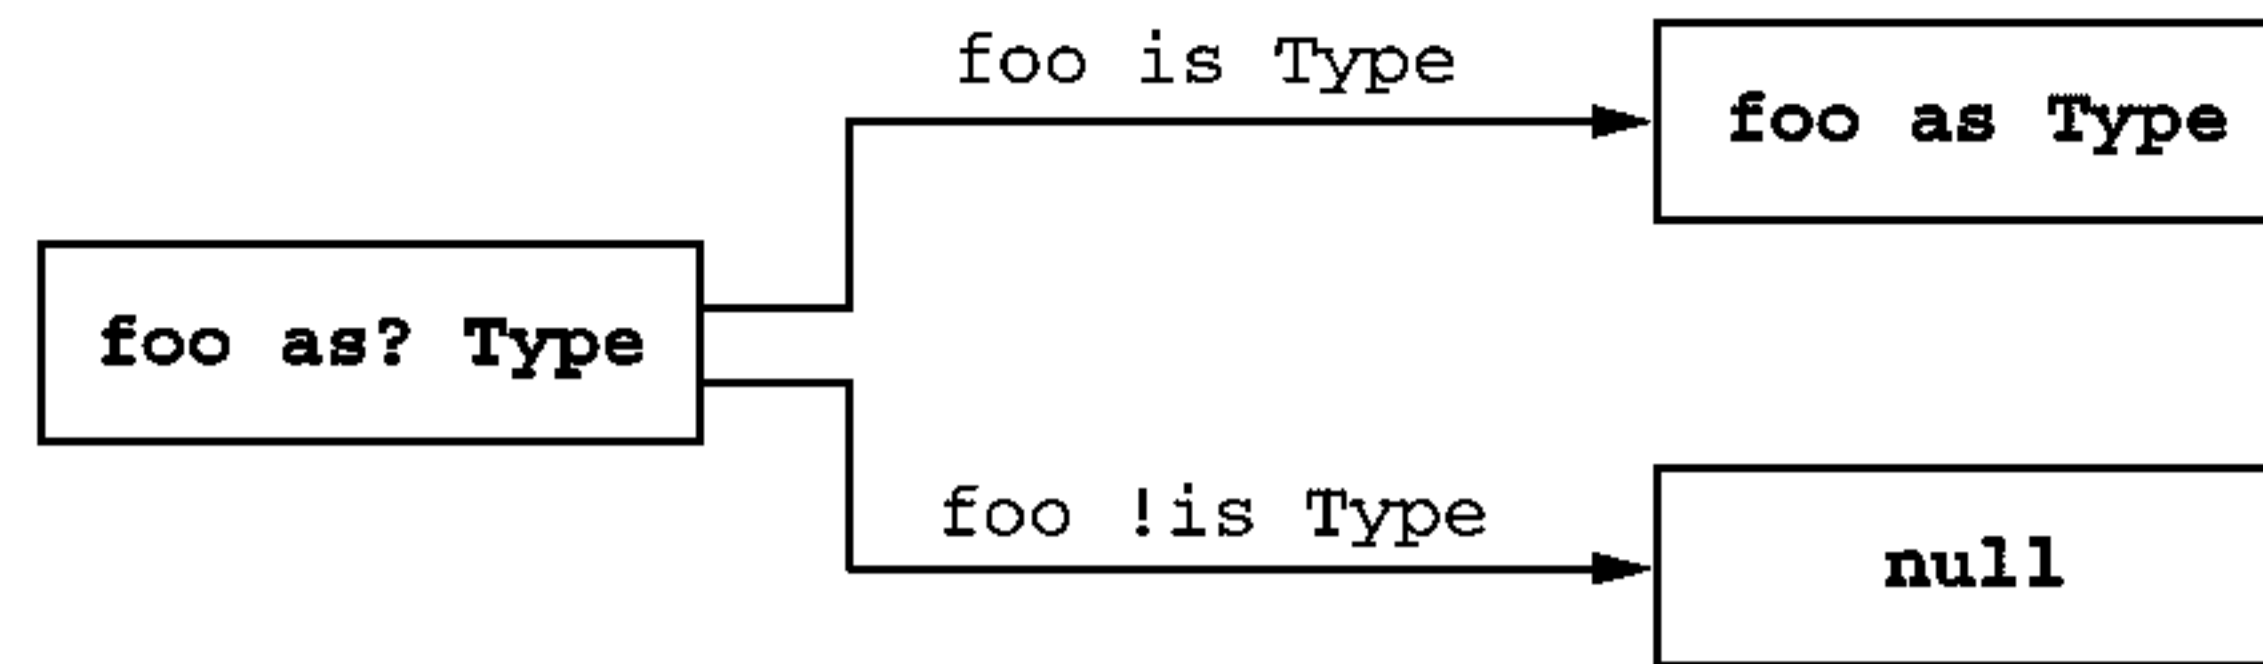 foo is Type
foo as Type
foo as? Type
foo !is Type
null